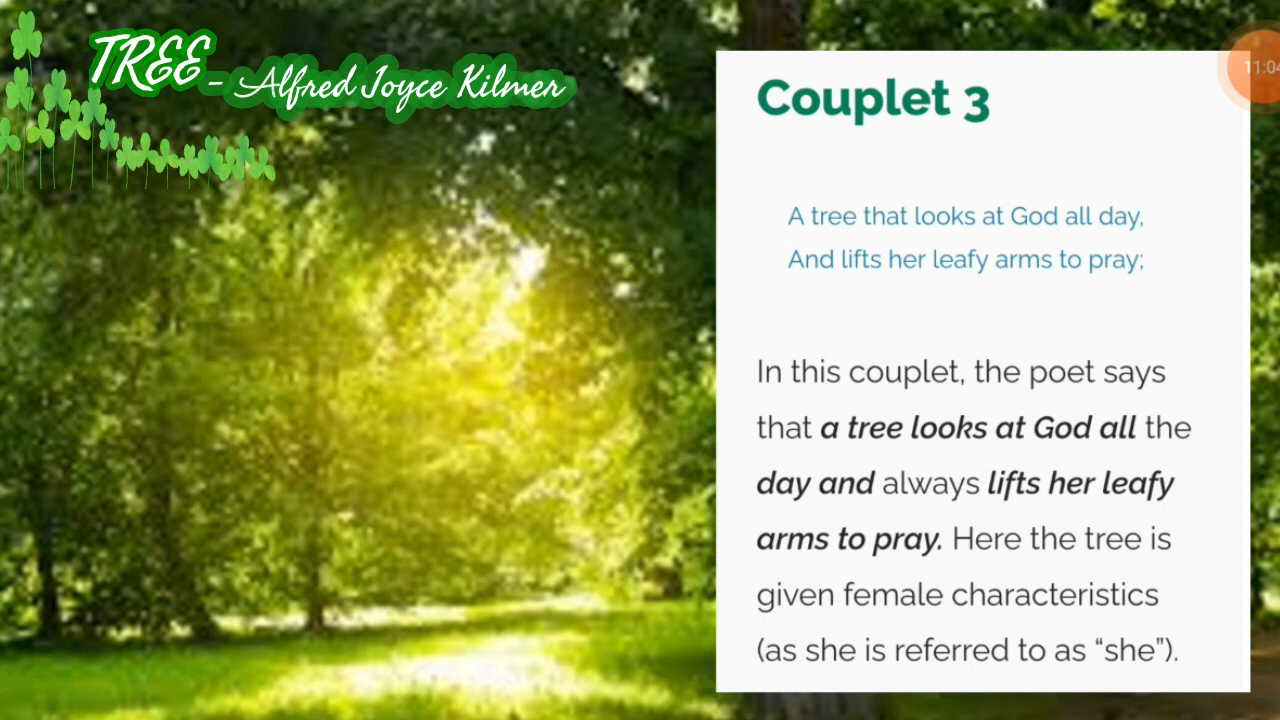 TREE - Alfred Joyce Kilmer
11:04
Couplet 3
A tree that looks at God all day,
And lifts her leafy arms to pray;
In this couplet, the poet says
that a tree looks at God all the
day and always lifts her leafy
arms to pray. Here the tree is
given female characteristics
(as she is referred to as “she”).